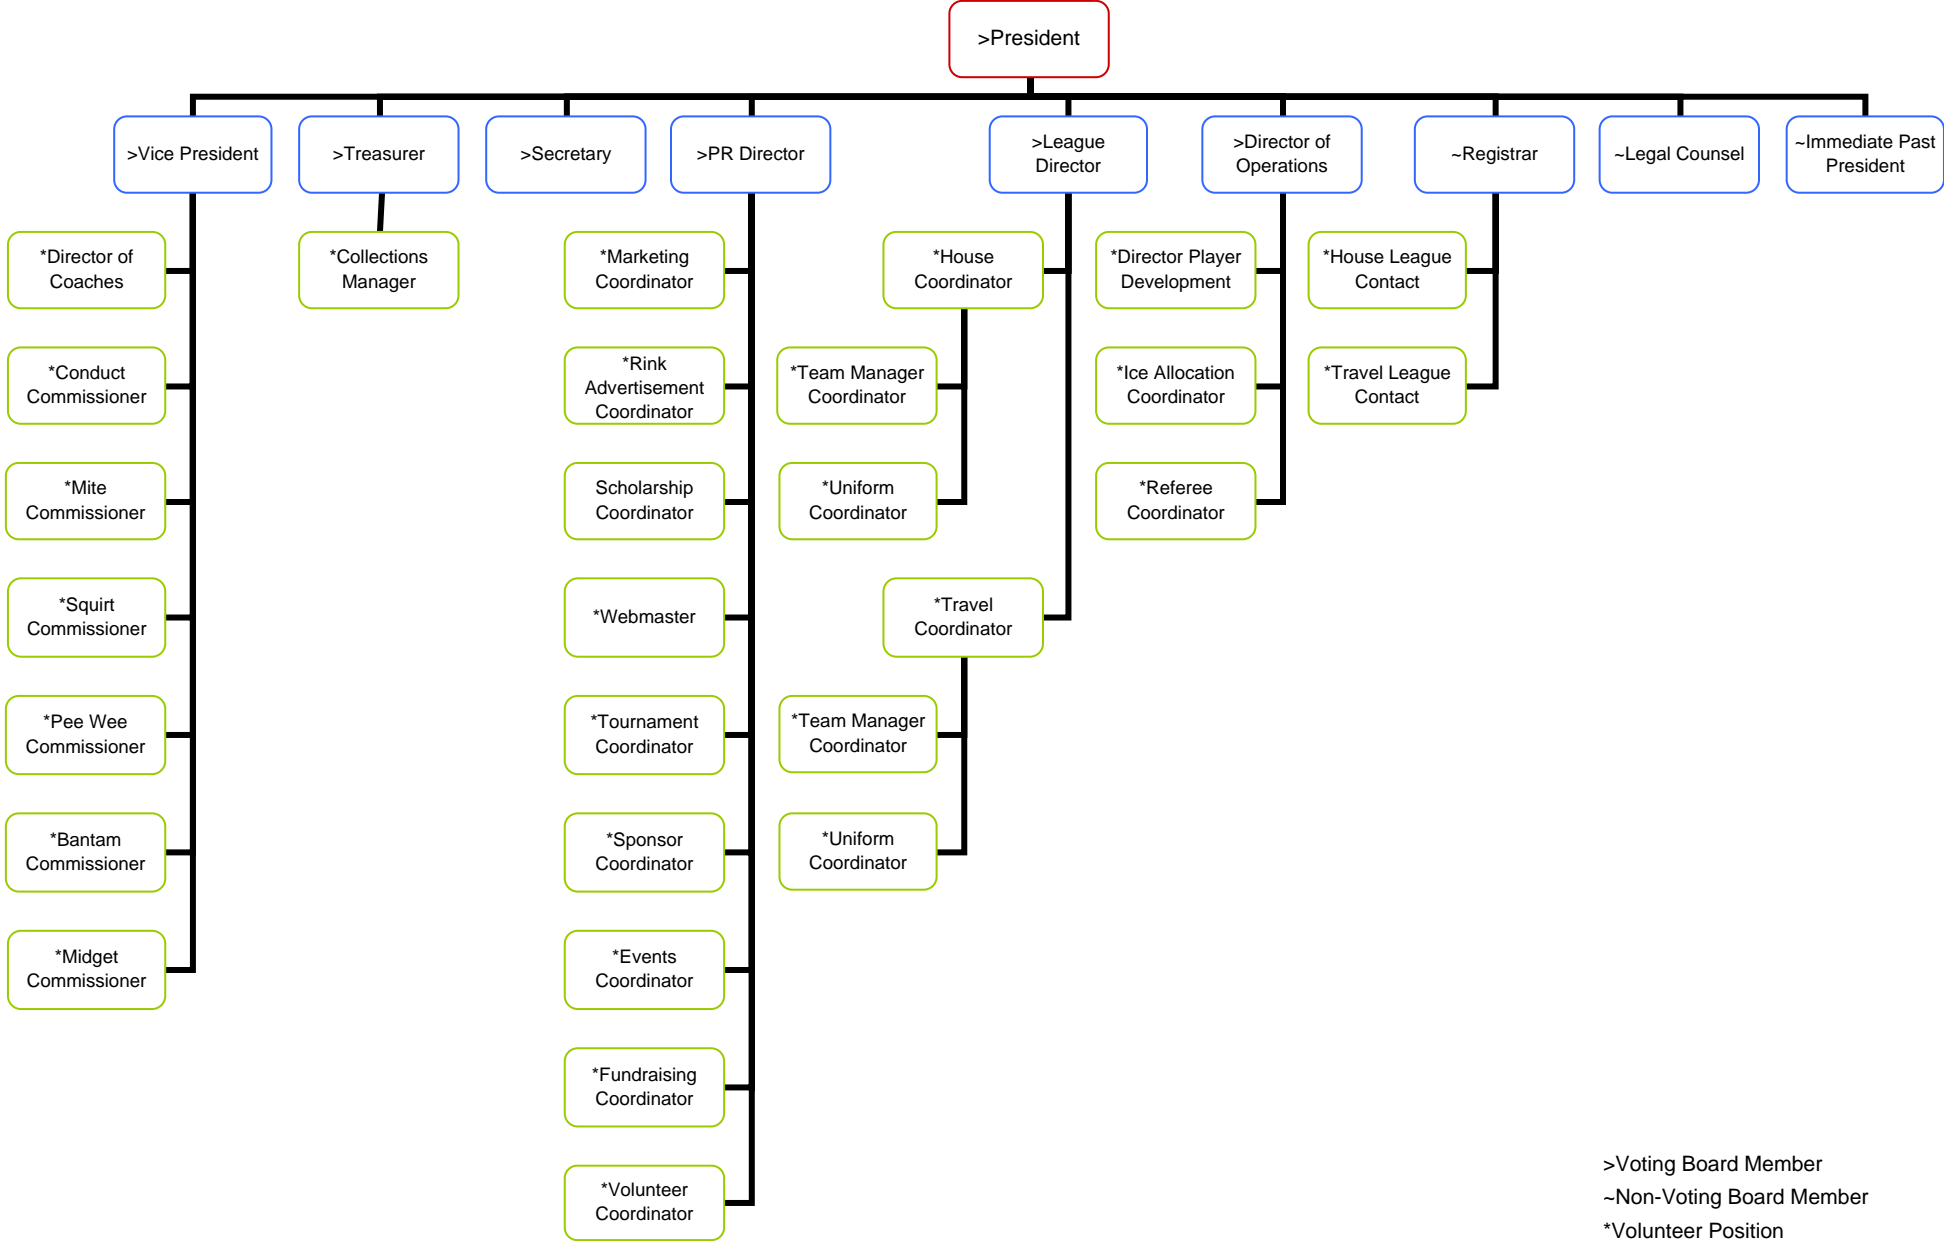 >President
>Vice President
>Treasurer
>Secretary
>PR Director
>League
Director
>Director of
Operations
~Registrar
~Legal Counsel
~Immediate Past
President
*Director of
Coaches
*Collections
Manager
*Marketing
Coordinator
*House
Coordinator
*Director Player
Development
*House League
Contact
*Conduct
Commissioner
*Rink
Advertisement
Coordinator
*Team Manager
Coordinator
*Ice Allocation
Coordinator
*Travel League
Contact
*Mite
Commissioner
Scholarship
Coordinator
*Uniform
Coordinator
*Referee
Coordinator
*Squirt
Commissioner
*Webmaster
*Travel
Coordinator
*Pee Wee
Commissioner
*Tournament
Coordinator
*Team Manager
Coordinator
*Bantam
Commissioner
*Sponsor
Coordinator
*Uniform
Coordinator
*Midget
Commissioner
*Events
Coordinator
*Fundraising
Coordinator
*Volunteer
Coordinator
>Voting Board Member
~Non-Voting Board Member
*Volunteer Position